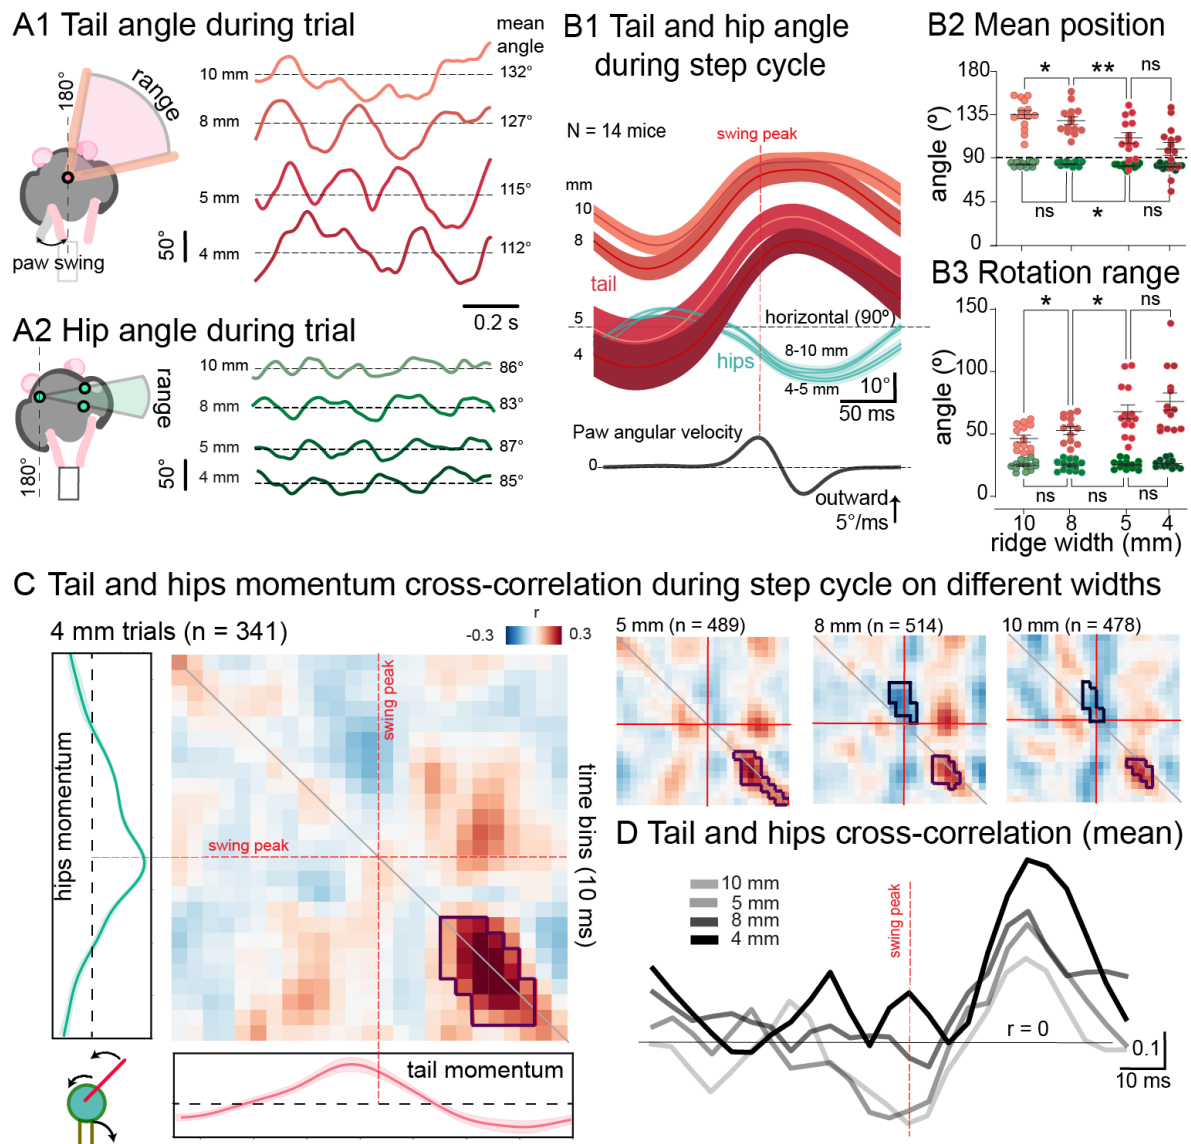 A1 Tail angle during trial
mean
angle
180°
range
paw swing
10 mm
132°
8 mm
127°
5 mm
115°
4 mm
112°
50°
0.2 s
A2 Hip angle during trial
180°
range
10 mm
86°
8 mm
83°
5 mm
87°
4 mm
85°
50°
B1 Tail and hip angle
during step cycle
N = 14 mice
swing peak
mm
10
8
tail
5
4
horizontal (90º)
hips
8-10 mm
4-5 mm
10°
50 ms
Paw angular velocity
0
outward
5°/ms
B2 Mean position
angle (º)
180
135
90
45
0
* ** ns
ns * ns
B3 Rotation range
angle (º)
150
100
50
0
* * ns
ns ns ns
10 8 5 4
ridge width (mm)
C Tail and hips momentum cross-correlation during step cycle on different widths
4 mm trials (n = 341)
r
-0.3 0.3
hips momentum
swing peak
swing peak
time bins (10 ms)
tail momentum
5 mm (n = 489)
8 mm (n = 514)
10 mm (n = 478)
D Tail and hips cross-correlation (mean)
10 mm
5 mm
8 mm
4 mm
swing peak
r = 0
0.1
10 ms